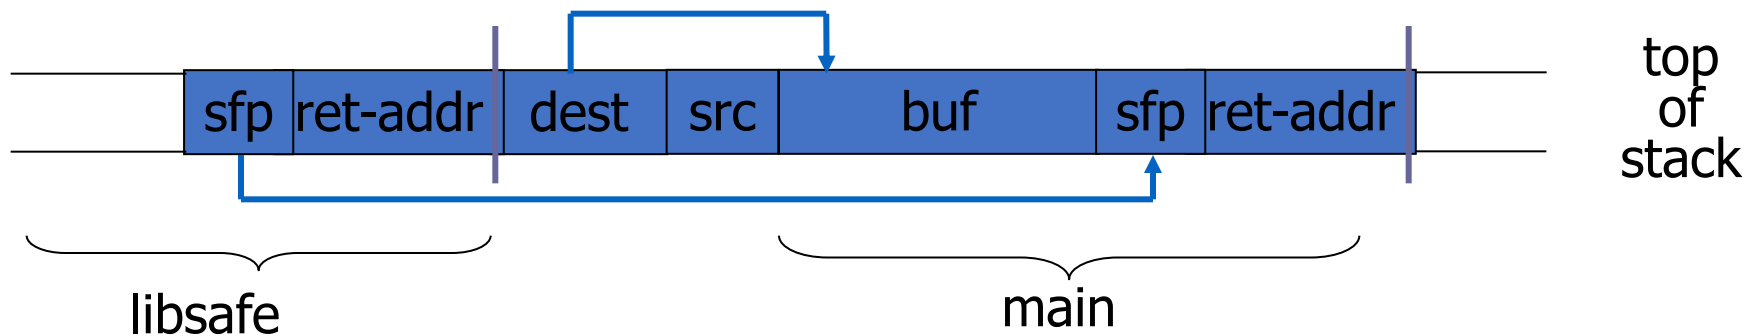 sfp ret-addr dest src buf sfp ret-addr
top
of
stack
libsafe
main